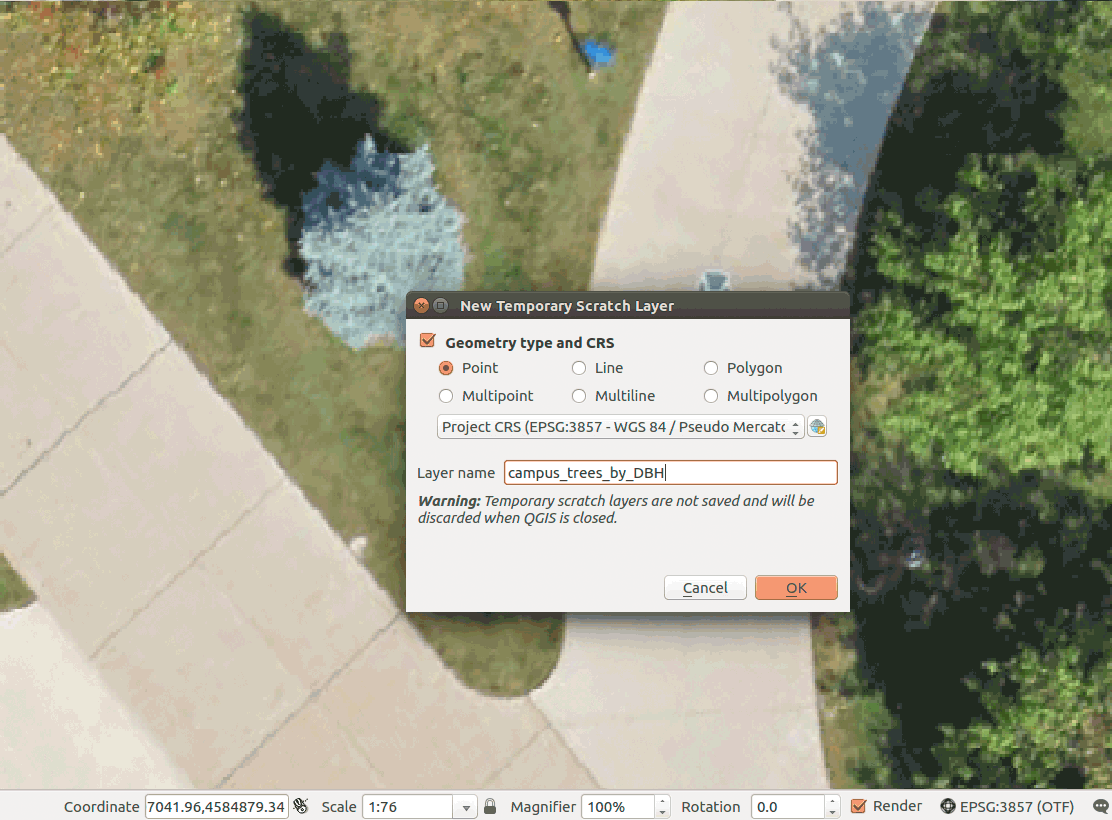 New Temporary Scratch Layer
Geometry type and CRS
Point Line Polygon
Multipoint Multiline Multipolygon
Project CRS (EPSG:3857 - WGS 84 / Pseudo Mercato
Layer name campus_trees_by_DBH
Warning: Temporary scratch layers are not saved and will be
discarded when QGIS is closed.
Cancel OK
Coordinate 7041.96,4584879.34 Scale 1:76 Magnifier 100% Rotation 0.0 Render EPSG:3857 (OTF)